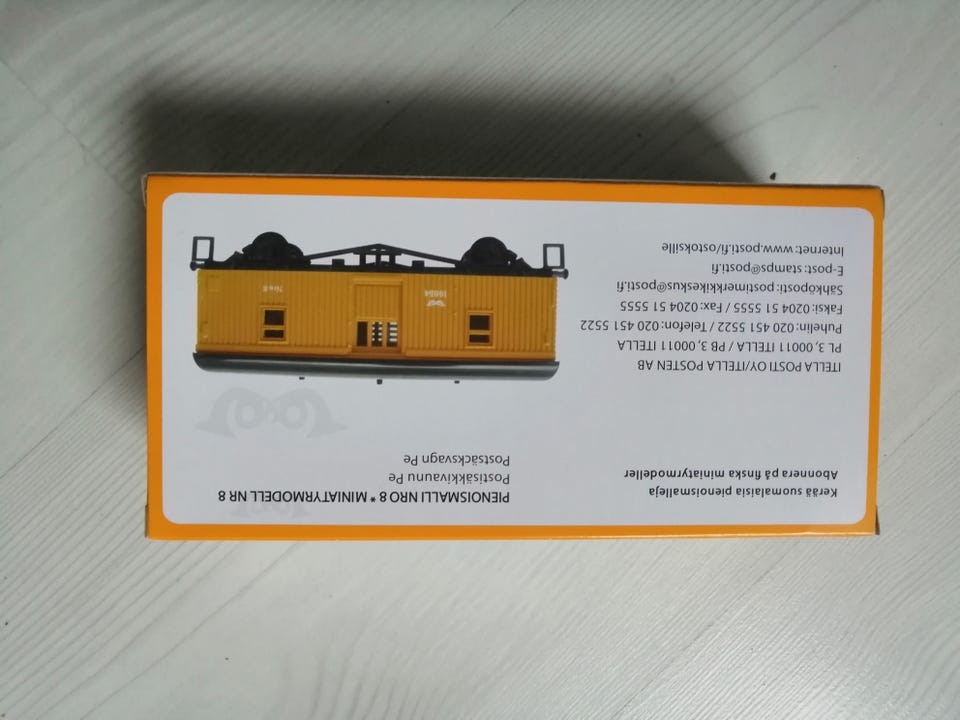 Kerää suomalaisia pienoismalleja
Abonnera på finska miniatyrmodeller
ITELLA POSTI OY/ITELLA POSTEN AB
PL 3, 00011 ITELLA / PB 3, 00011 ITELLA
Puhelin: 020 451 5522 / Telefon: 020 451 5522
Faksi: 0204 51 5555 / Fax: 0204 51 5555
Sähköposti: postimerkkikeskus@posti.fi
E-post: stamps@posti.fi
Internet: www.posti.fi/ostoksille
PIENOISMALLI NRO 8 * MINIATYRMODELL NR 8
Postisäkkivaunu Pe
Postsäcksvagn Pe
10054
Nro 8